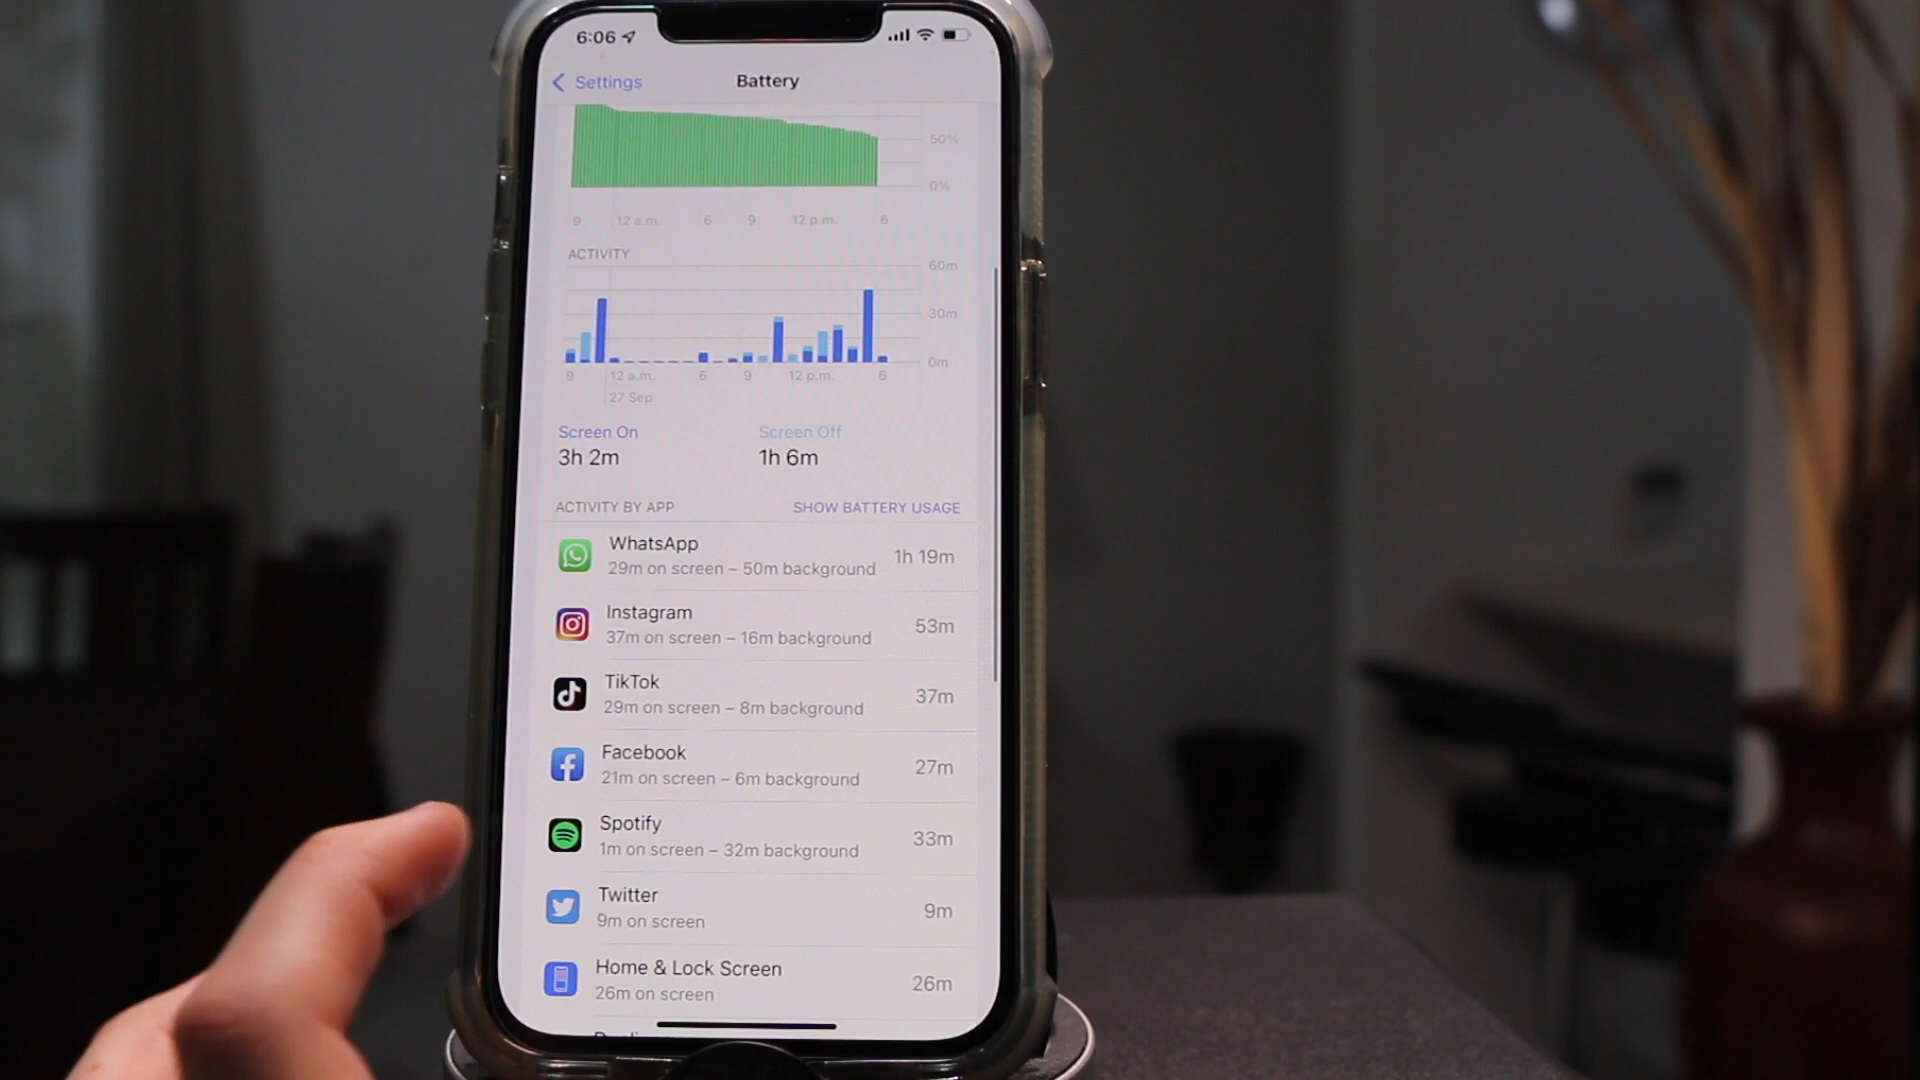 6:06
Settings
Battery
50%
0%
9 12 a.m. 6 9 12 p.m. 6
ACTIVITY
60m
30m
0m
9 12 a.m. 6 9 12 p.m. 6
27 Sep
Screen On Screen Off
3h 2m 1h 6m
ACTIVITY BY APP SHOW BATTERY USAGE
WhatsApp
29m on screen – 50m background 1h 19m
Instagram
37m on screen – 16m background 53m
TikTok
29m on screen – 8m background 37m
Facebook
21m on screen – 6m background 27m
Spotify
1m on screen – 32m background 33m
Twitter
9m on screen 9m
Home & Lock Screen
26m on screen 26m